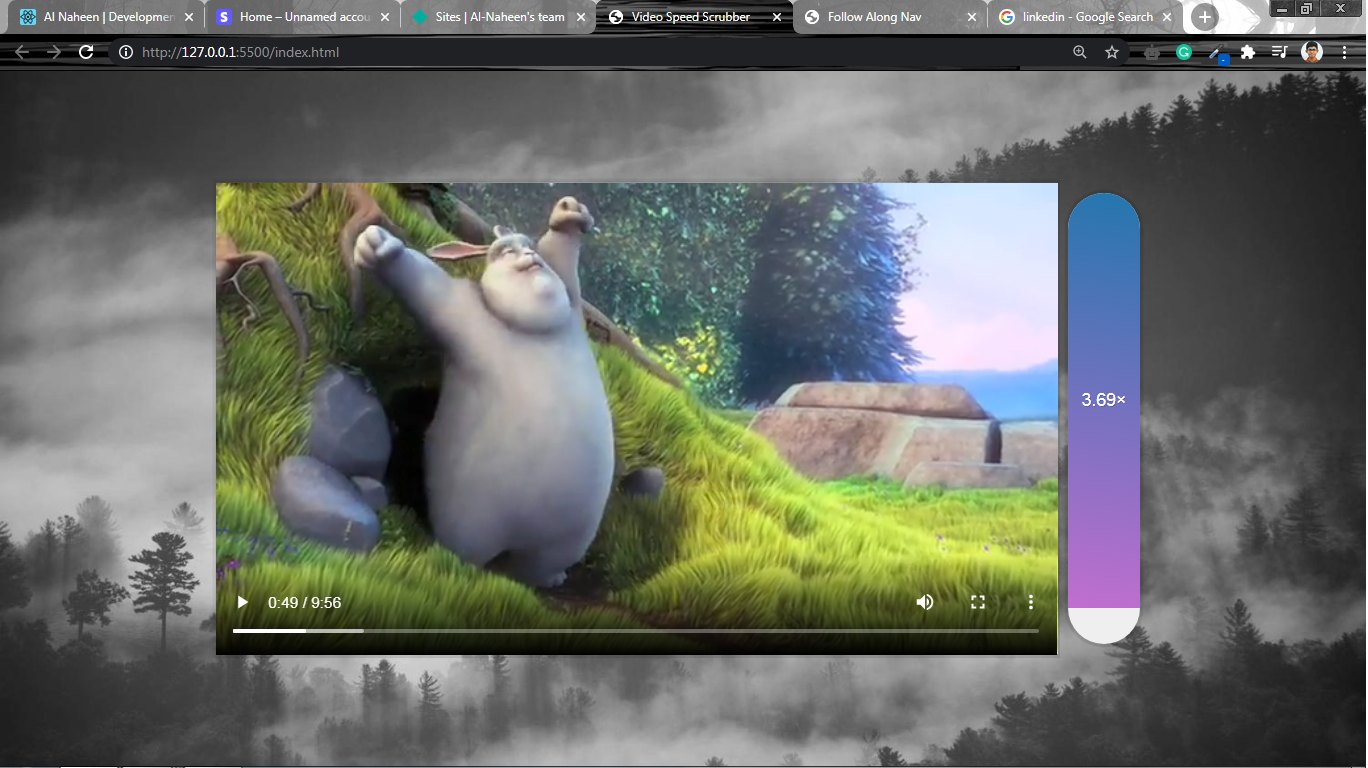 Al Naheen | Developmen
Home – Unnamed accou
Sites | Al-Naheen's team
Video Speed Scrubber
Follow Along Nav
linkedin - Google Search
http://127.0.0.1:5500/index.html
3.69×
0:49 / 9:56